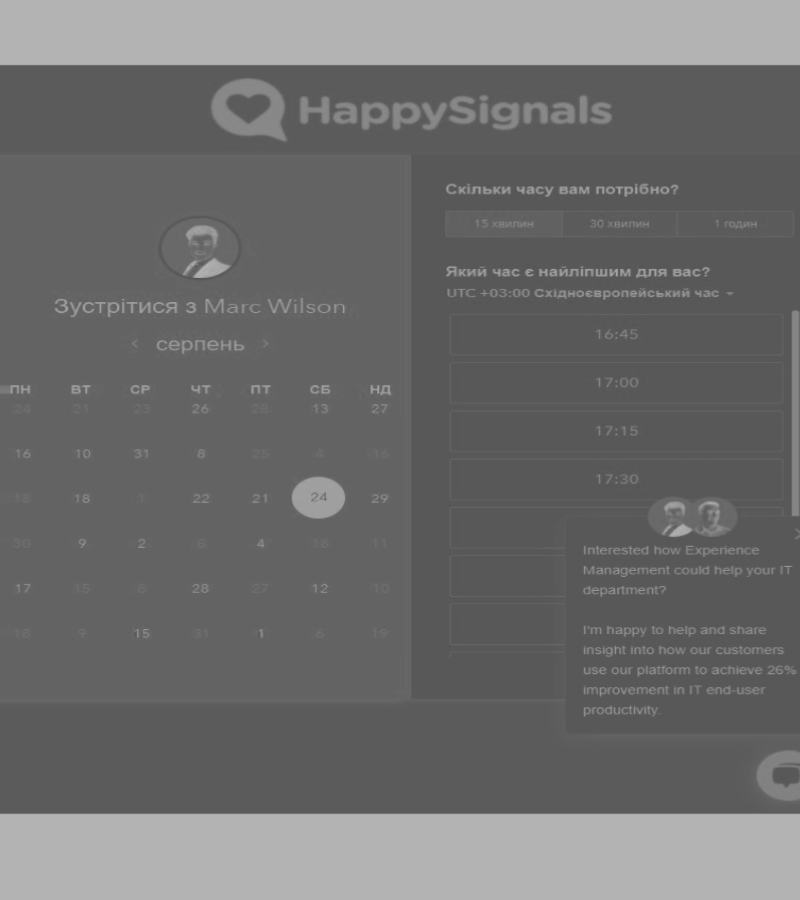 HappySignals
Зустрітися з Marc Wilson
серпень
ПН ВТ СР ЧТ ПТ СБ НД
24 21 23 26 28 13 27
16 10 31 8 25 4 16
18 18 1 22 21 24 29
30 9 2 6 4 18 11
17 15 8 28 27 12 10
18 9 15 31 1 6 19
Скільки часу вам потрібно?
15 хвилин 30 хвилин 1 годин
Який час є найліпшим для вас?
UTC +03:00 Східноєвропейський час
16:45
17:00
17:15
17:30
Interested how Experience
Management could help your IT
department?
I'm happy to help and share
insight into how our customers
use our platform to achieve 26%
improvement in IT end-user
productivity.